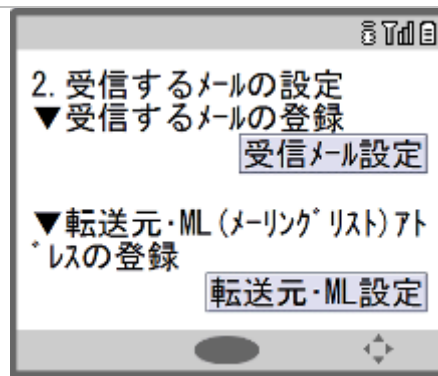 2. 受信するﾒｰﾙの設定
▼受信するﾒｰﾙの登録
受信ﾒｰﾙ設定
▼転送元･ML(ﾒｰﾘﾝｸﾞﾘｽﾄ)ｱﾄ
ﾞﾚｽの登録
転送元･ML設定